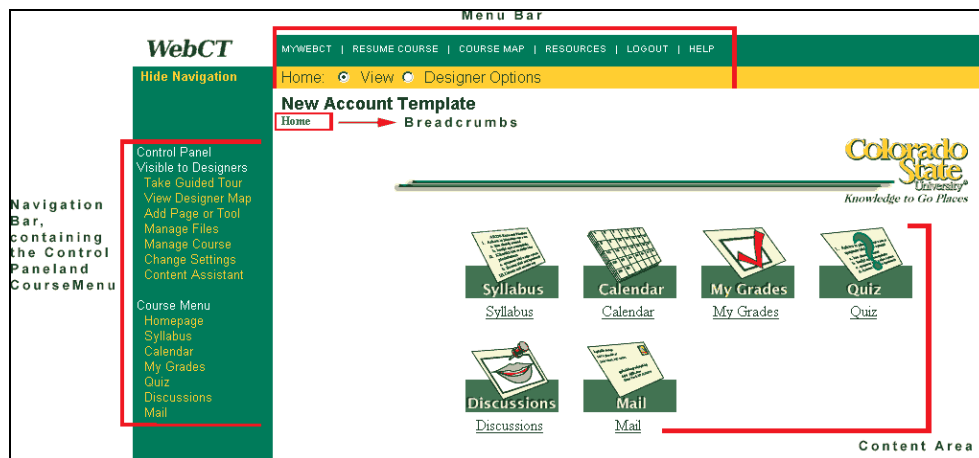 Menu Bar
WebCT
MYWEBCT | RESUME COURSE | COURSE MAP | RESOURCES | LOGOUT | HELP
Hide Navigation
Home: View Designer Options
New Account Template
Home
Breadcrumbs
Colorado
State
University
Knowledge to Go Places
Navigation
Bar,
containing
the Control
Paneland
CourseMenu
Control Panel
Visible to Designers
Take Guided Tour
View Designer Map
Add Page or Tool
Manage Files
Manage Course
Change Settings
Content Assistant
Course Menu
Homepage
Syllabus
Calendar
My Grades
Quiz
Discussions
Mail
Syllabus Calendar My Grades Quiz
Syllabus Calendar My Grades Quiz
Discussions Mail
Discussions Mail
Content Area